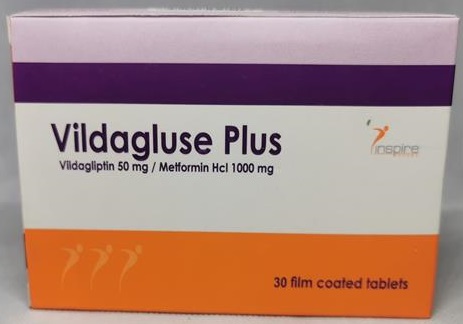 Vildagluse Plus
Vildagliptin 50 mg / Metformin Hcl 1000 mg
inspire
30 film coated tablets